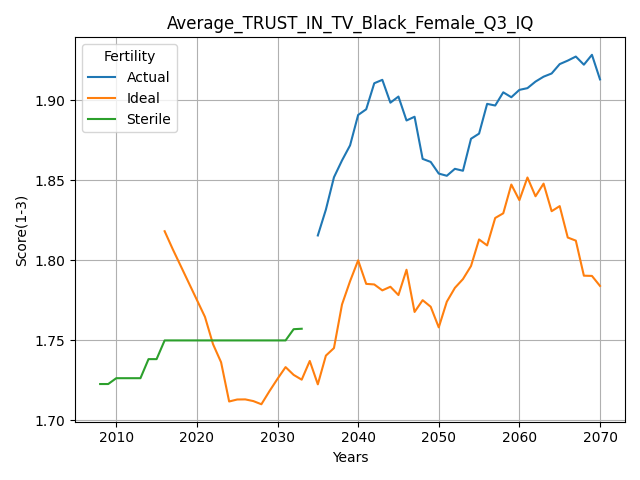 Average_TRUST_IN_TV_Black_Female_Q3_IQ
Fertility
Actual
Ideal
Sterile
Score(1-3)
1.90
1.85
1.80
1.75
1.70
2010 2020 2030 2040 2050 2060 2070
Years